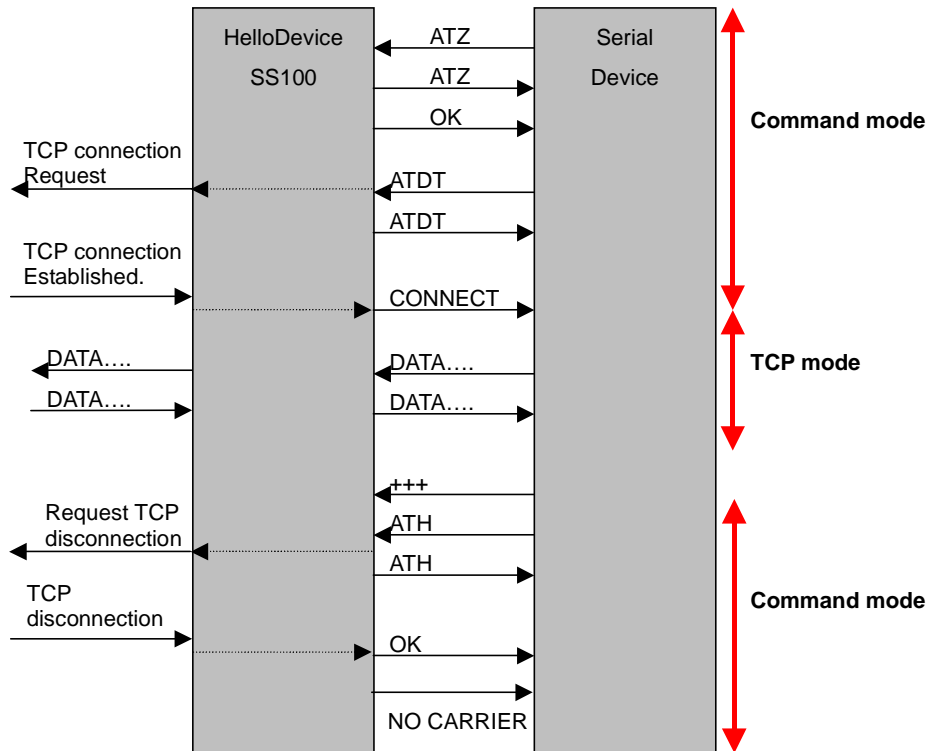 HelloDevice
SS100
ATZ
Serial
Device
ATZ
OK
Command mode
TCP connection
Request
ATDT
ATDT
TCP connection
Established.
CONNECT
DATA....
DATA....
TCP mode
DATA....
DATA....
+++
Request TCP
disconnection
ATH
ATH
TCP
disconnection
Command mode
OK
NO CARRIER